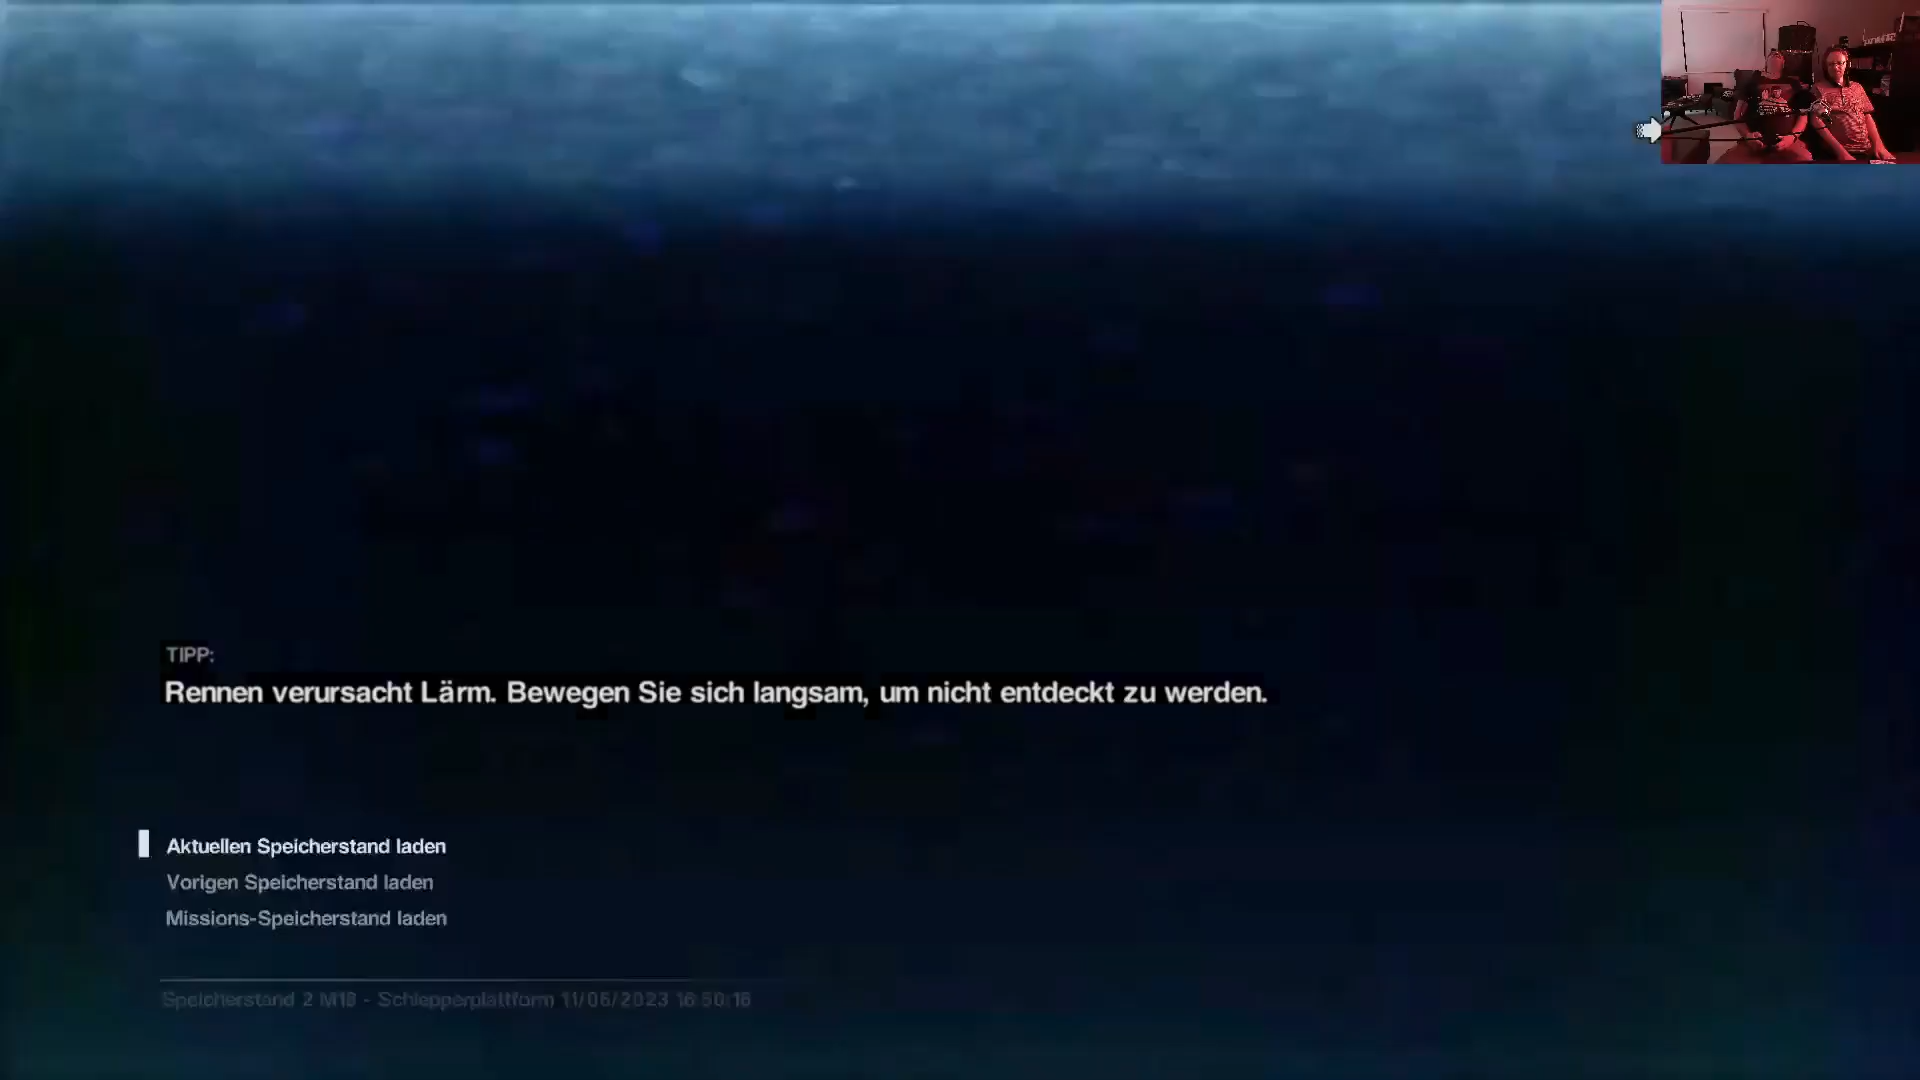 TIPP:
Rennen verursacht Lärm. Bewegen Sie sich langsam, um nicht entdeckt zu werden.
Aktuellen Speicherstand laden
Vorigen Speicherstand laden
Missions-Speicherstand laden
Speicherstand 2 M18 - Schlepperplattform 11/06/2023 16:50:16